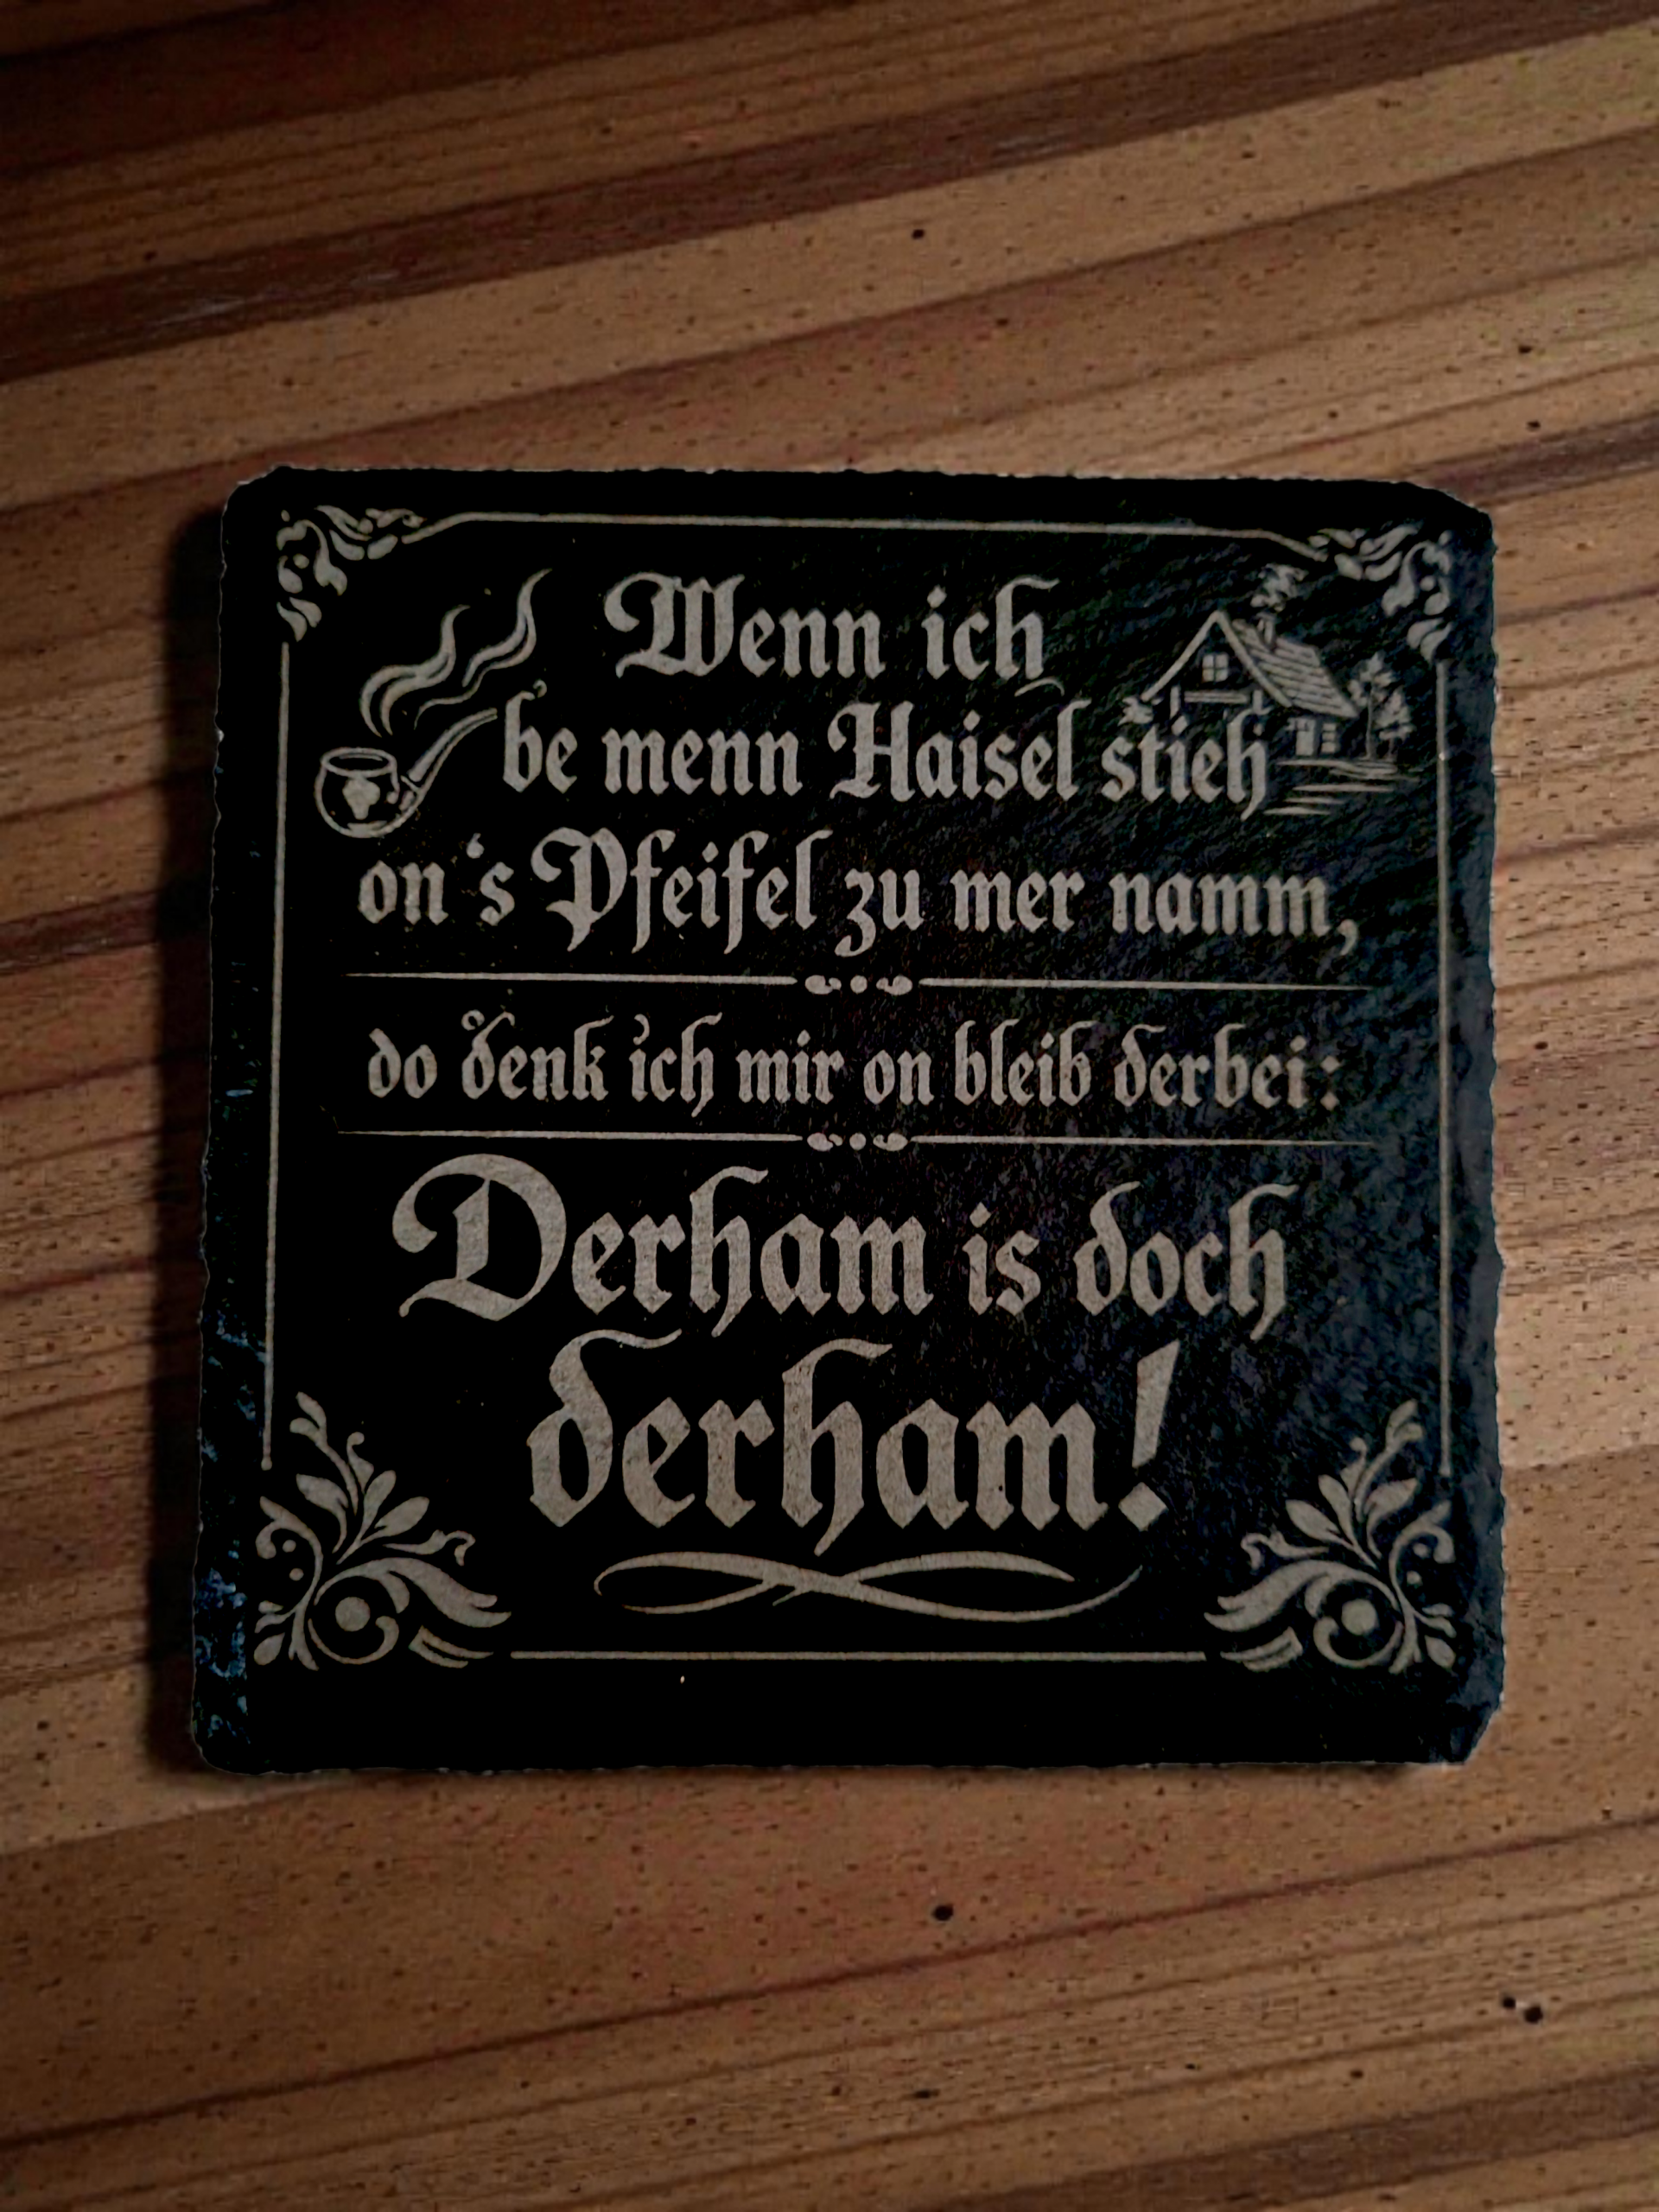 Wenn ich
be menn Haisel stieh
on's Pfeifel zu mer namm,
do denk ich mir on bleib derbei:
Derham is doch
derham!